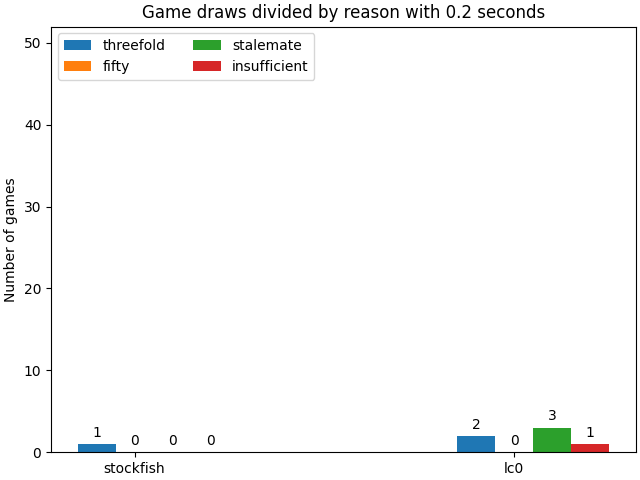 Game draws divided by reason with 0.2 seconds
threefold
fifty
stalemate
insufficient
Number of games
50
40
30
20
10
0
1
0
0
0
2
0
3
1
stockfish
lc0